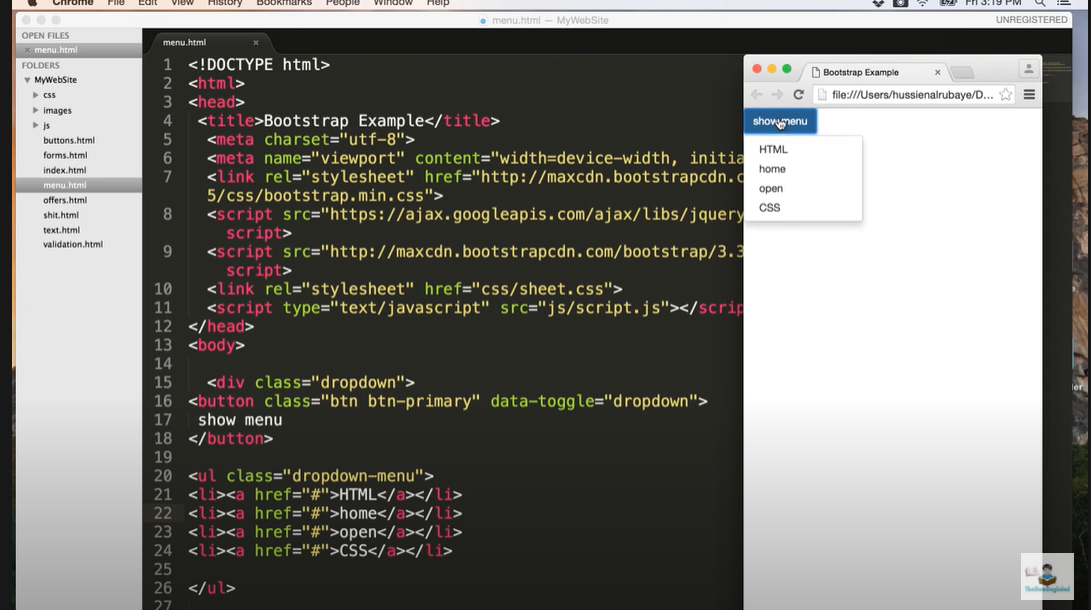 Chrome File Edit View History Bookmarks People Window Help Fri 3:19 PM
menu.html — MyWebSite UNREGISTERED
OPEN FILES
× menu.html
FOLDERS
MyWebSite
css
images
js
buttons.html
forms.html
index.html
menu.html
offers.html
shit.html
text.html
validation.html
menu.html ×
1 <!DOCTYPE html>
2 <html>
3 <head>
4 <title>Bootstrap Example</title>
5 <meta charset="utf-8">
6 <meta name="viewport" content="width=device-width, initia
7 <link rel="stylesheet" href="http://maxcdn.bootstrapcdn.c
5/css/bootstrap.min.css">
8 <script src="https://ajax.googleapis.com/ajax/libs/jquery
script>
9 <script src="http://maxcdn.bootstrapcdn.com/bootstrap/3.3
script>
10 <link rel="stylesheet" href="css/sheet.css">
11 <script type="text/javascript" src="js/script.js"></scrip
12 </head>
13 <body>
14
15 <div class="dropdown">
16 <button class="btn btn-primary" data-toggle="dropdown">
17 show menu
18 </button>
19
20 <ul class="dropdown-menu">
21 <li><a href="#">HTML</a></li>
22 <li><a href="#">home</a></li>
23 <li><a href="#">open</a></li>
24 <li><a href="#">CSS</a></li>
25
26 </ul>
27
Bootstrap Example ×
file:///Users/hussienalrubaye/D...
show menu
HTML
home
open
CSS